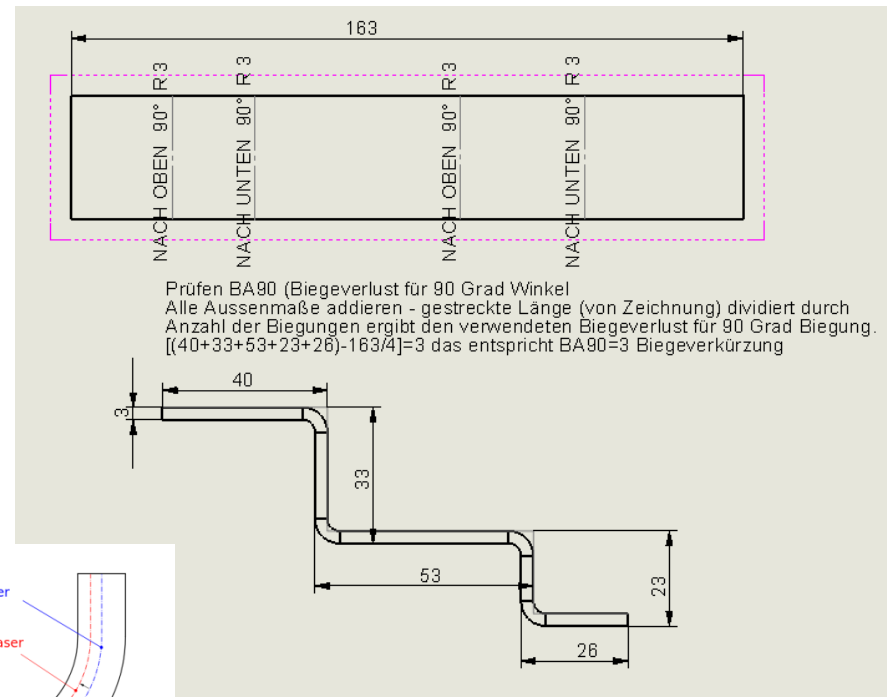 163
NACH OBEN 90° R 3
NACH UNTEN 90° R 3
NACH OBEN 90° R 3
NACH UNTEN 90° R 3
Prüfen BA90 (Biegeverlust für 90 Grad Winkel
Alle Aussenmaße addieren - gestreckte Länge (von Zeichnung) dividiert durch
Anzahl der Biegungen ergibt den verwendeten Biegeverlust für 90 Grad Biegung.
[(40+33+53+23+26)-163/4]=3 das entspricht BA90=3 Biegeverkürzung
40
3
33
53
23
26